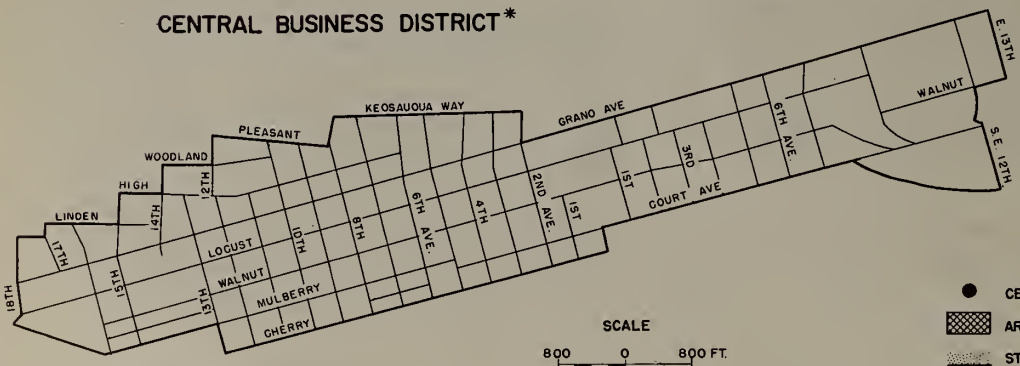 CENTRAL BUSINESS DISTRICT*
E. 13TH
KEOSAUQUA WAY
GRAND AVE
WALNUT
PLEASANT
6TH AVE.
WOODLAND
12TH
3RD
S.E. 12TH
HIGH
1ST
COURT AVE
14TH
2ND AVE.
1ST
LINDEN
4TH
6TH AVE.
8TH
17TH
LOCUST
10TH
15TH
WALNUT
13TH
MULBERRY
18TH
CHERRY
SCALE
800 0 800 FT.
CE
AR
ST